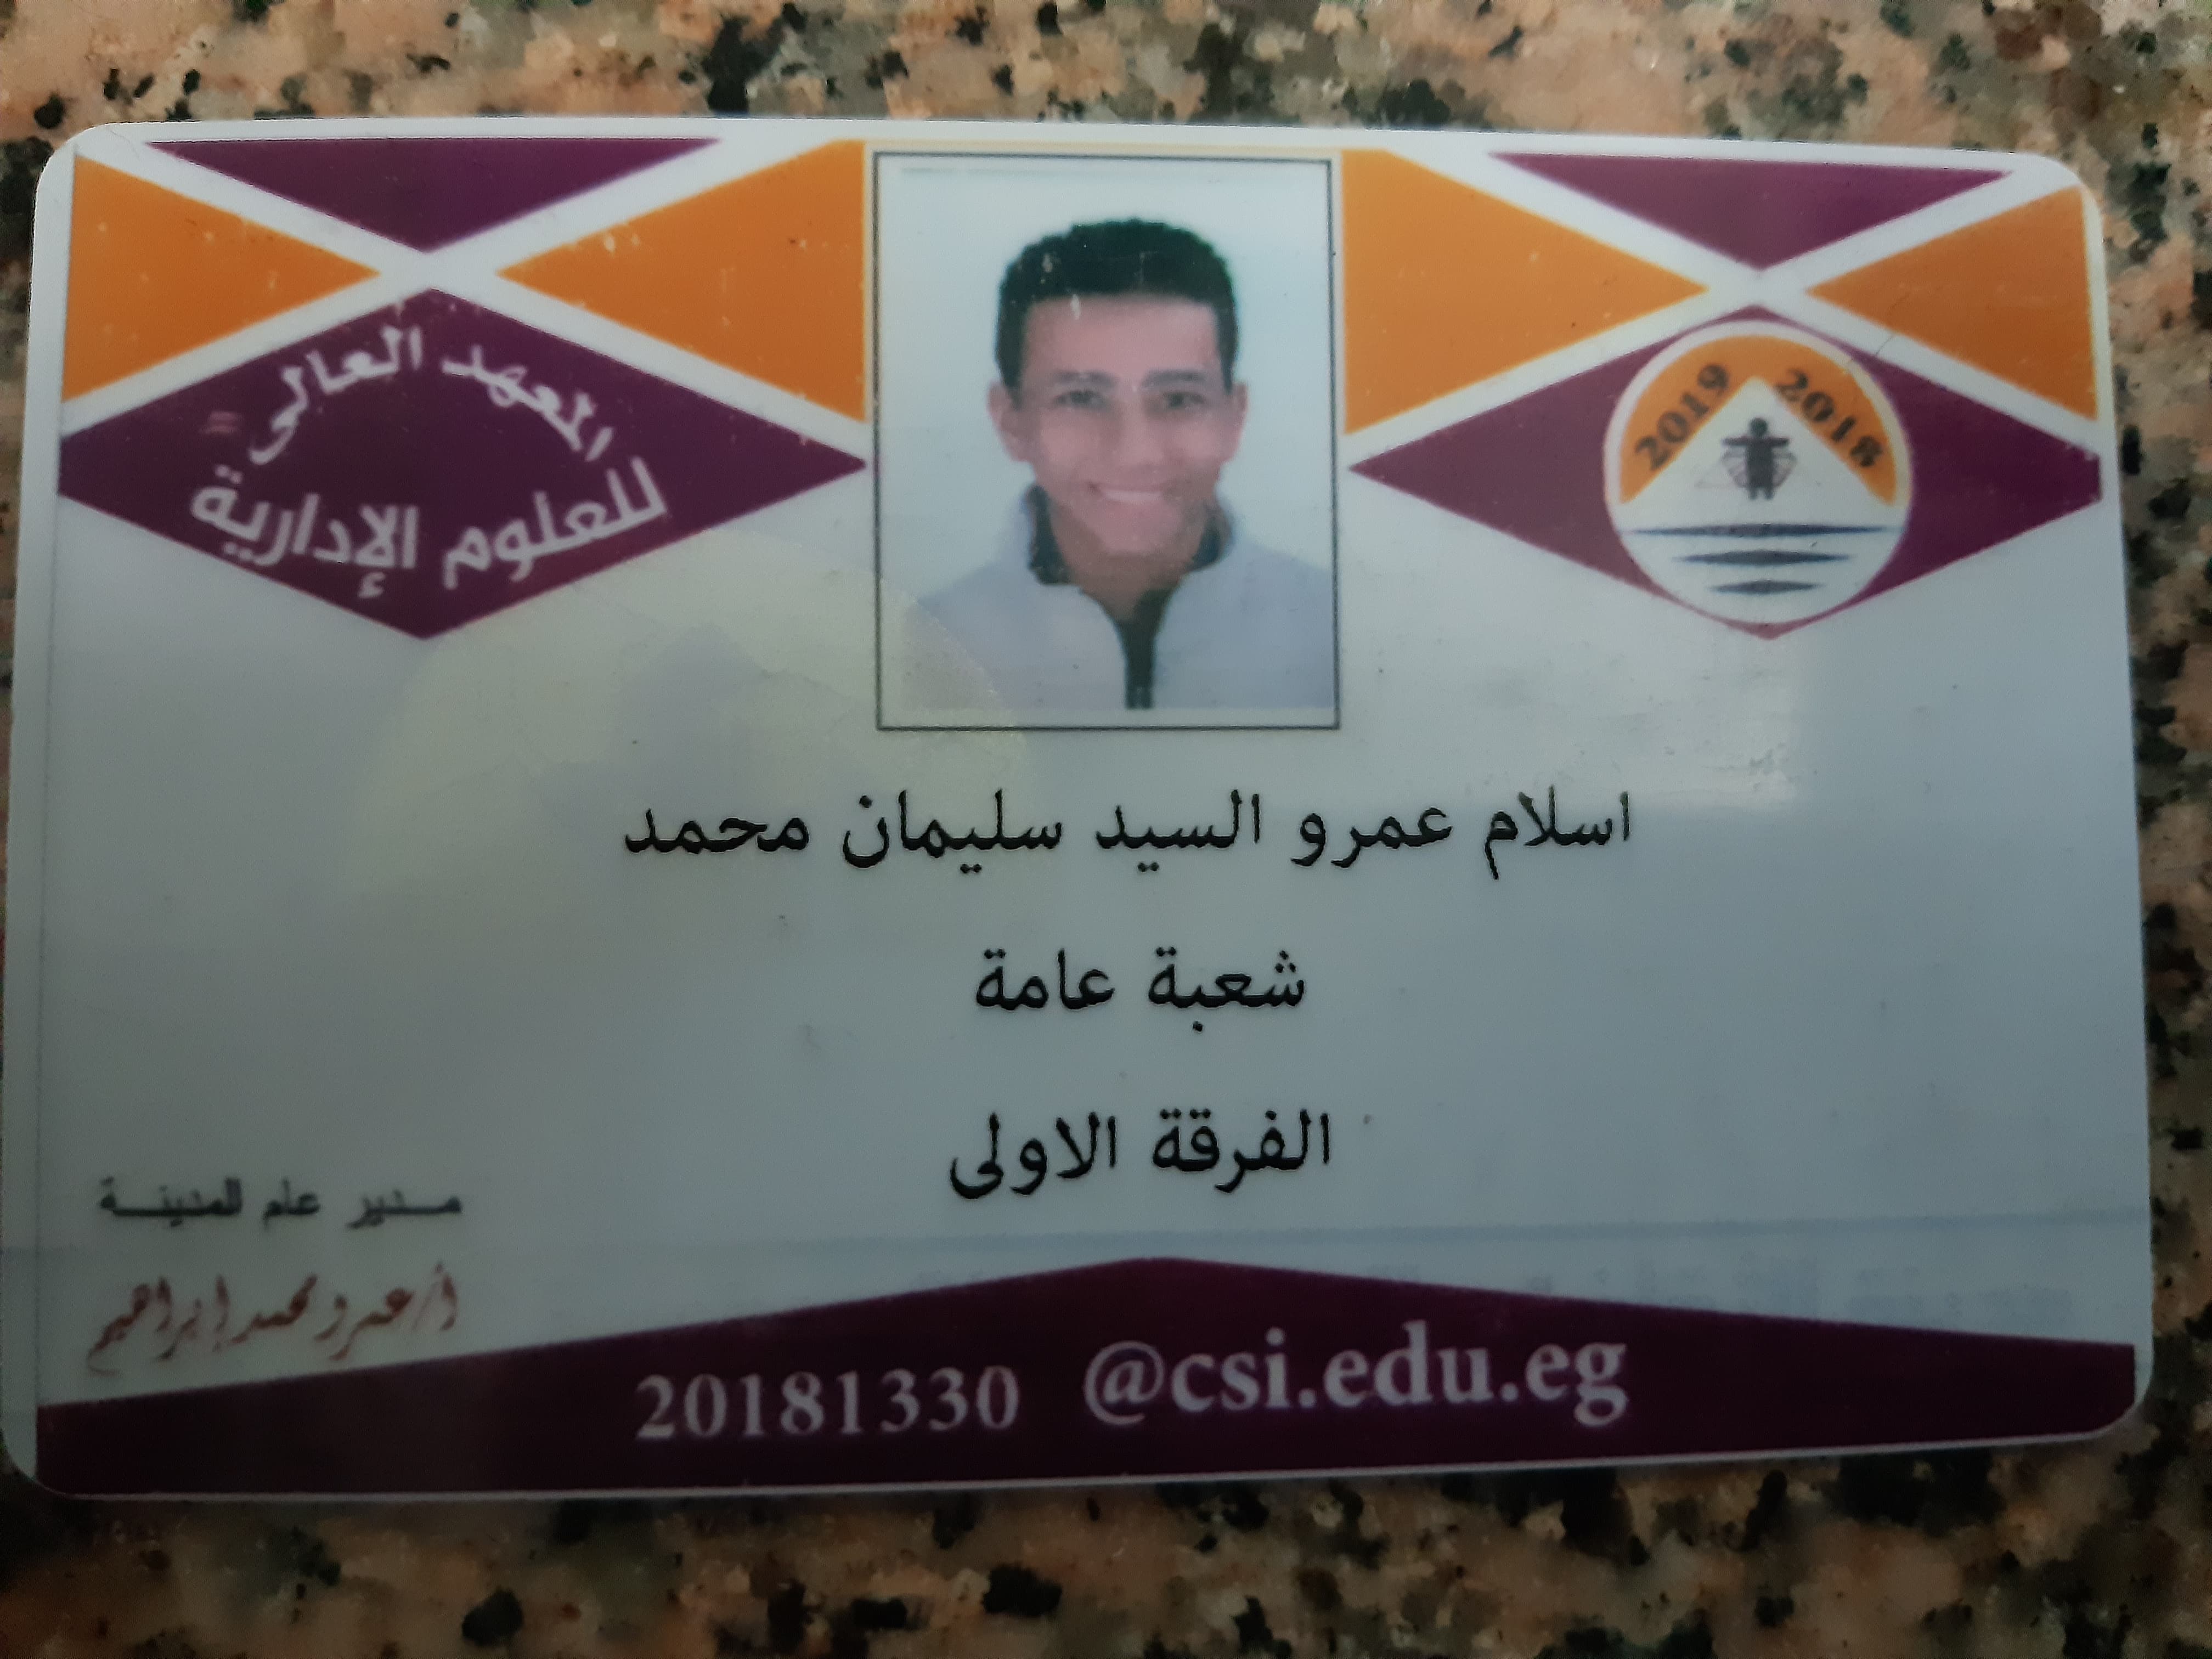 المعهد العالى
للعلوم الإدارية
2018 2019
اسلام عمرو السيد سليمان محمد
شعبة عامة
الفرقة الاولى
مدير عام المدينة
أ/عمرو محمد إبراهيم
20181330 @csi.edu.eg